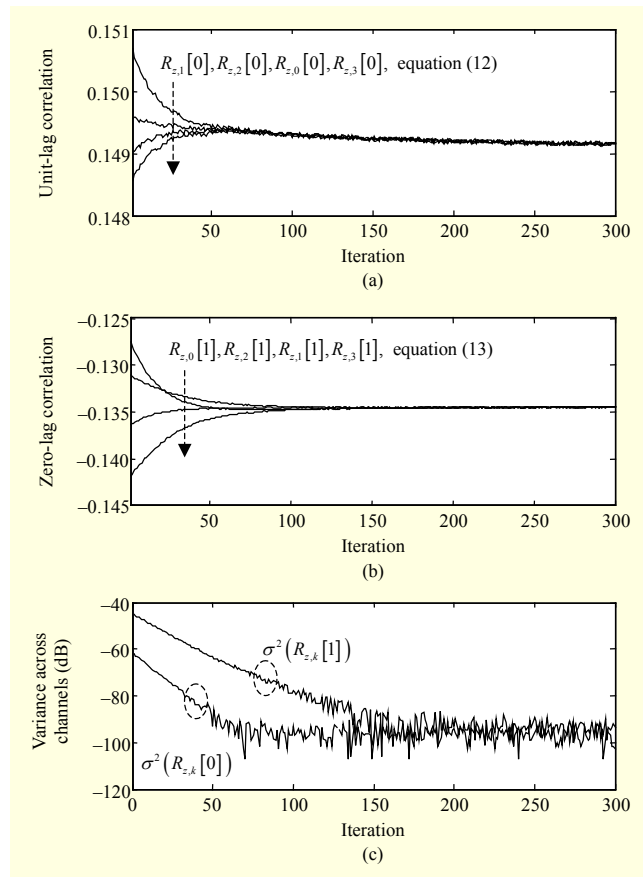 0.151
R_{z,1}[0], R_{z,2}[0], R_{z,0}[0], R_{z,3}[0], equation (12)
0.150
0.149
0.148
Unit-lag correlation
50 100 150 200 250 300
Iteration
(a)
−0.125
R_{z,0}[1], R_{z,2}[1], R_{z,1}[1], R_{z,3}[1], equation (13)
−0.130
−0.135
−0.140
−0.145
Zero-lag correlation
50 100 150 200 250 300
Iteration
(b)
−40
−60
−80
−100
−120
Variance across
channels (dB)
σ²(R_{z,k}[1])
σ²(R_{z,k}[0])
0 50 100 150 200 250 300
Iteration
(c)